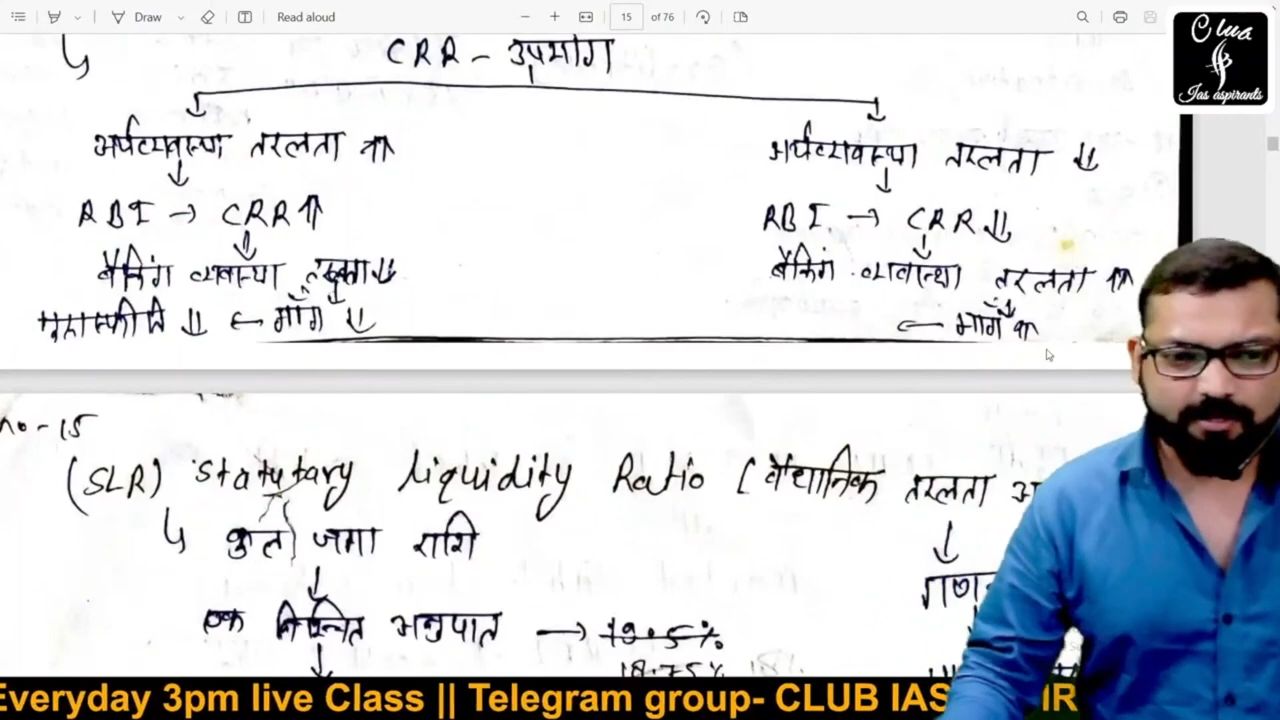 Draw
Read aloud
15 of 76
Club
Ias aspirants
CRR - उपभोग
अर्थव्यवस्था तरलता
अर्थव्यवस्था तरलता
RBI → CRR
RBI → CRR
बैंकिंग व्यवस्था
बैंकिंग व्यवस्था तरलता
मुद्रास्फीति ← माँग
← माँग
no-15
(SLR) Statutary liquidity Ratio [वैधानिक तरलता
कुल जमा राशि
एक निश्चित अनुपात → 19.5%
18.75%
Everyday 3pm live Class || Telegram group- CLUB IAS